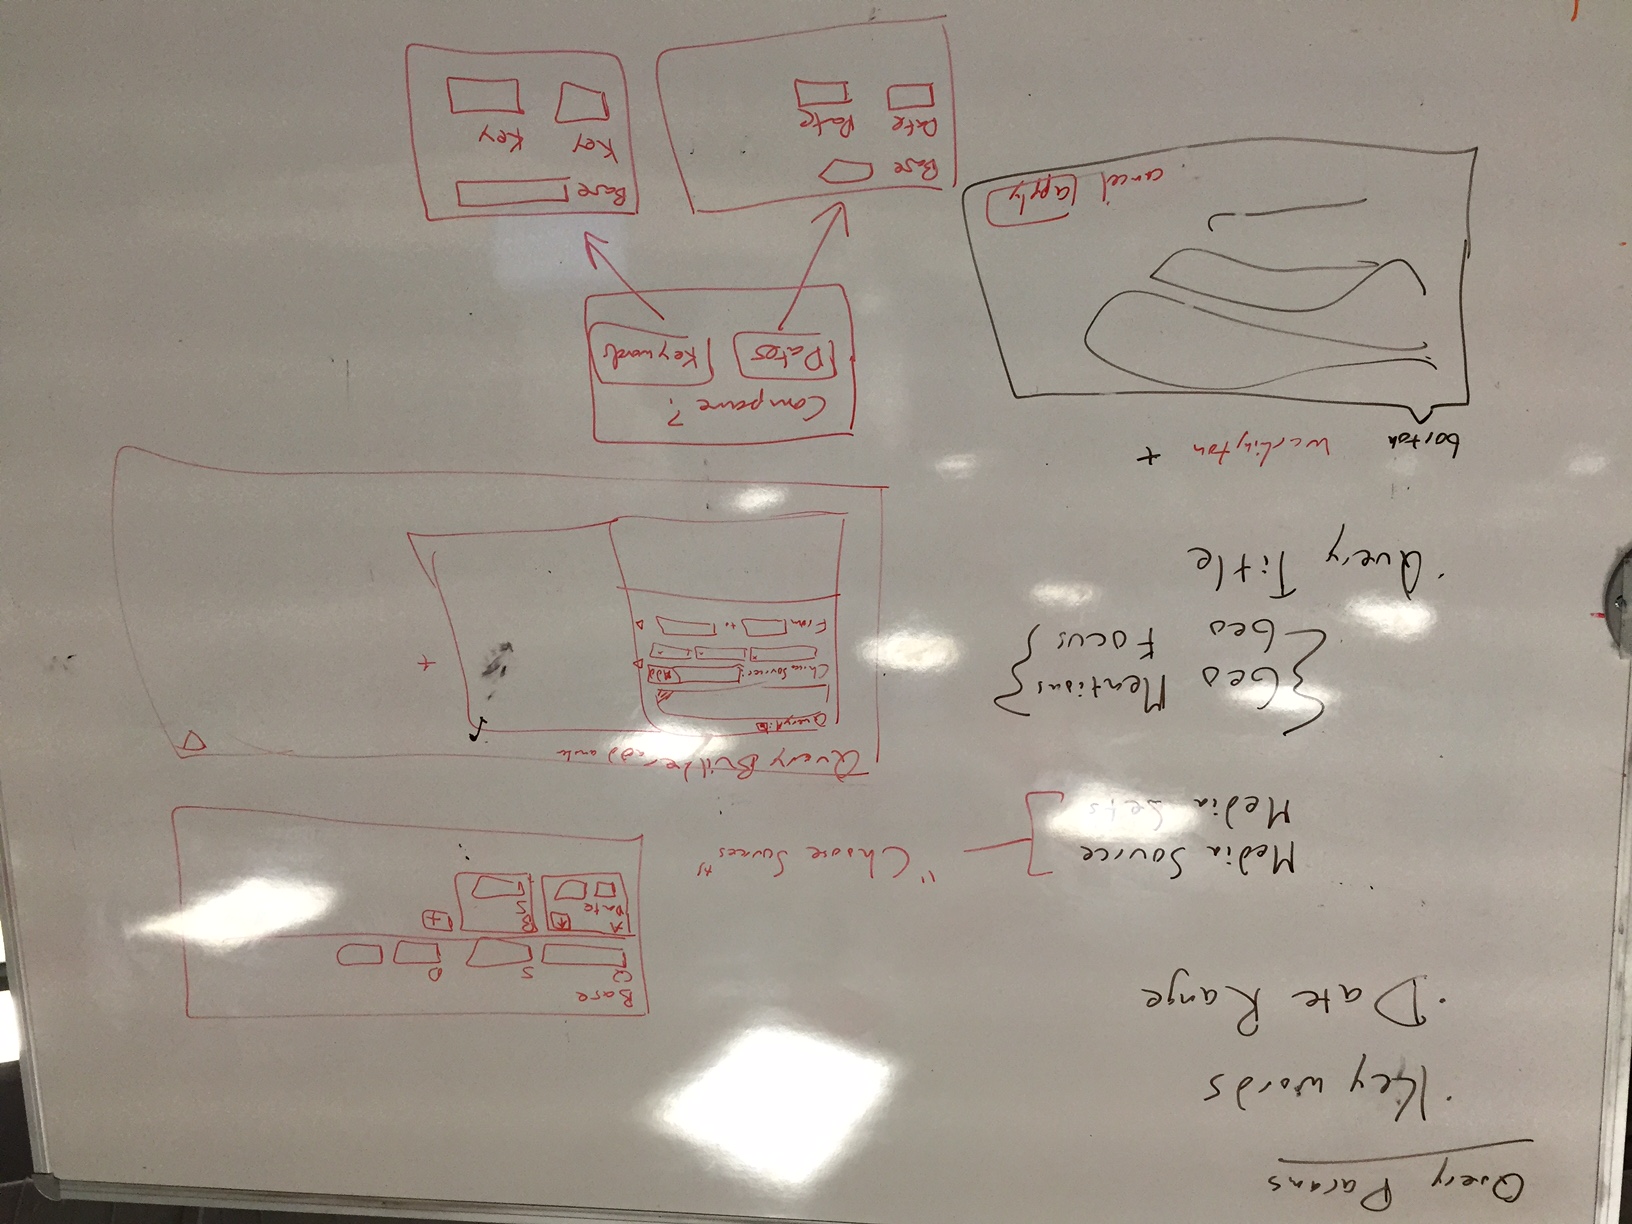 Query Params
· Key words
· Date Range
Media Source
Media Sets
"Choose Sources"
{Geo Mentions}
{Geo Focus}
· Query Title
Base
Q S D
A B +
Date S
Query Builder add another
Query A:
Choose Sources: Add
From to
+
boston washington +
cancel apply
Compare?
Dates Keywords
Base
Date Date
Base
Key Key